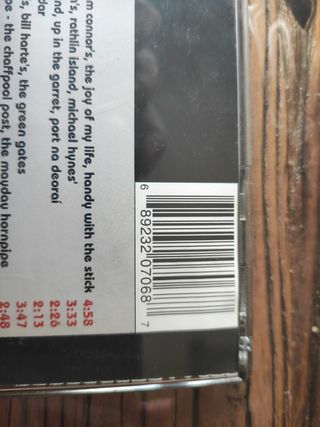 m connor's, the joy of my life, handy with the stick 4:58
's, rathlin island, michael hynes' 3:33
nd, up in the garret, port na deoraí 2:26
dar 2:13
s, bill harte's, the green gates 3:47
pe - the chaffpool post, the mayday hornpipe 2:48
6 89232 07068 7